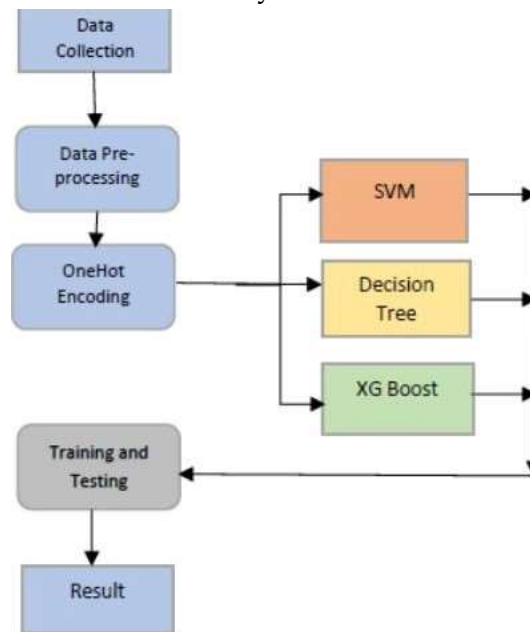 Data
Collection
Data Pre-
processing
OneHot
Encoding
SVM
Decision
Tree
XG Boost
Training and
Testing
Result